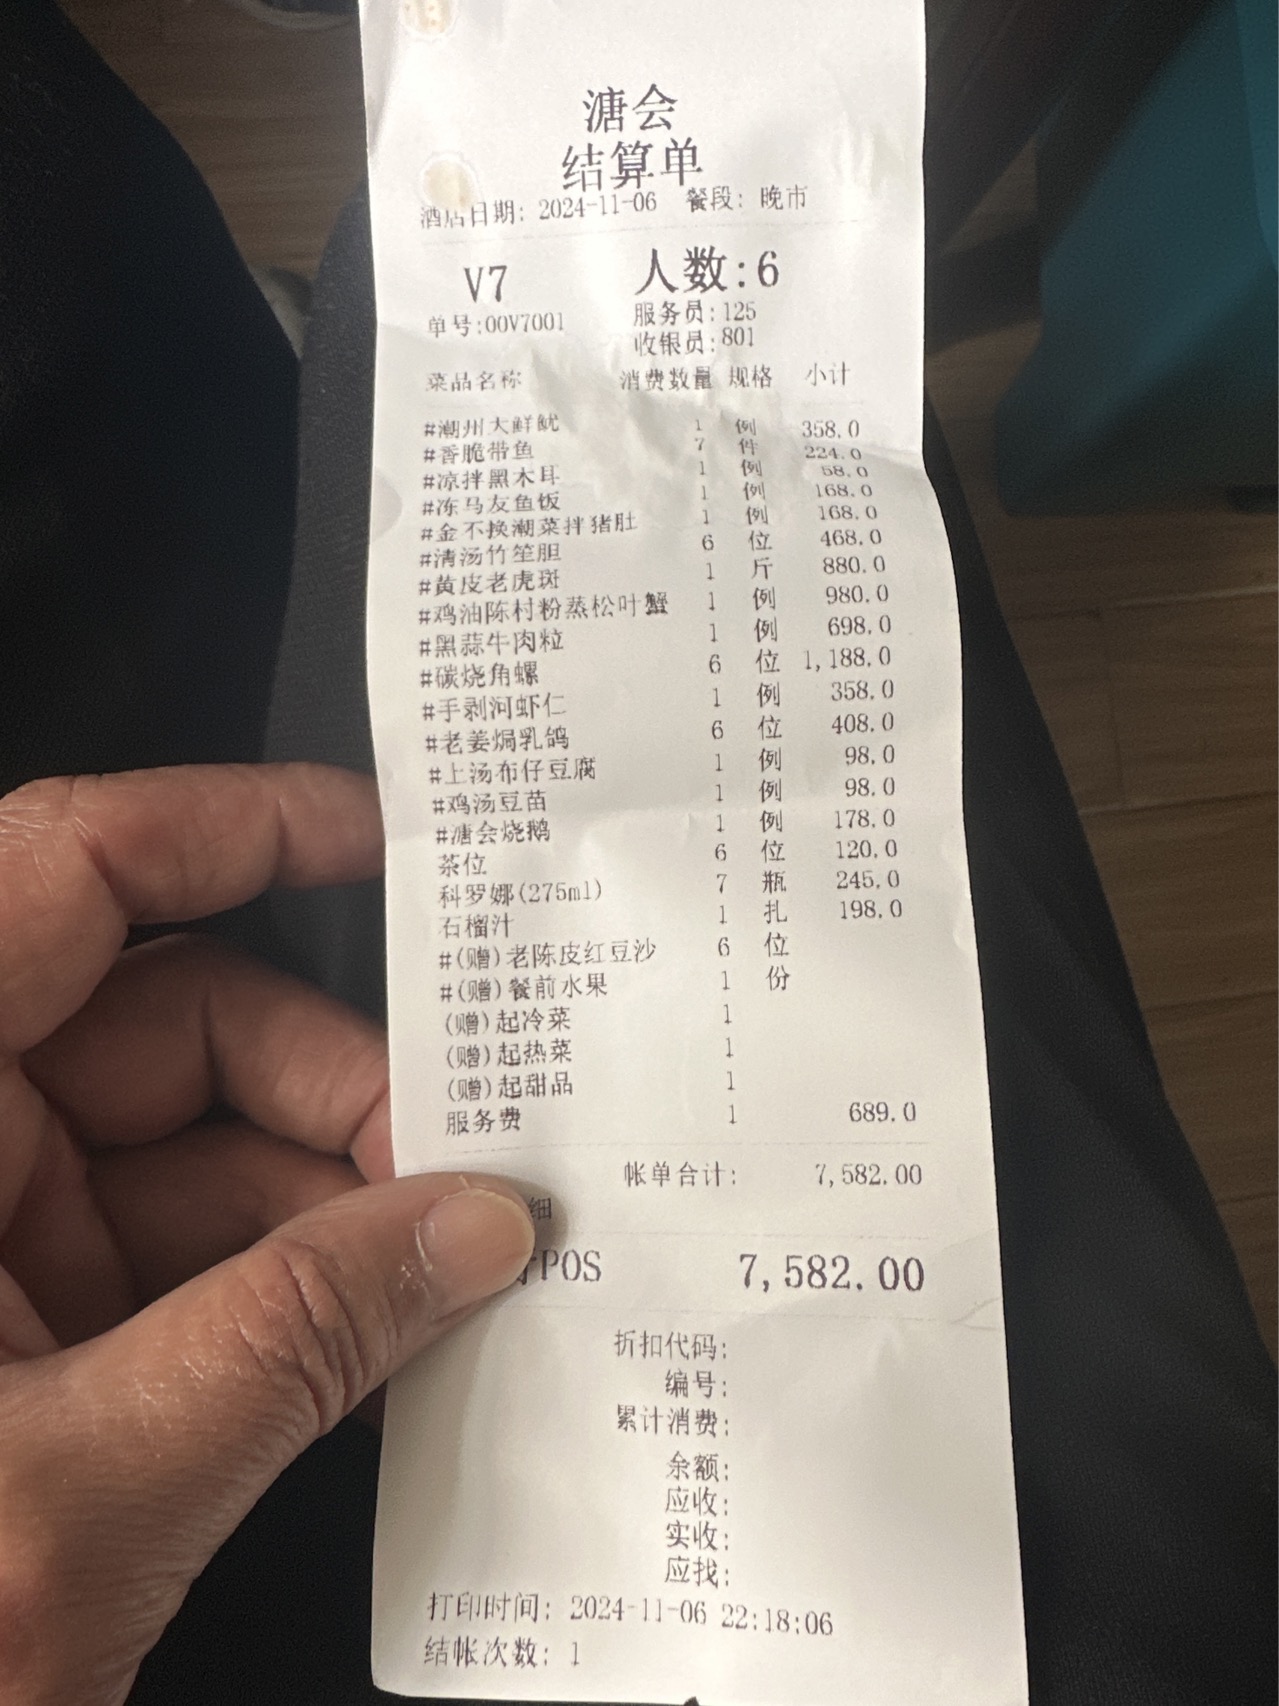 溏会
结算单
酒店日期: 2024-11-06 餐段: 晚市
V7 人数:6
单号:00V7001 服务员:125
收银员:801
菜品名称 消费数量 规格 小计
#潮州大鲜鱿 1 例 358.0
#香脆带鱼 7 件 224.0
#凉拌黑木耳 1 例 58.0
#冻马友鱼饭 1 例 168.0
#金不换潮菜拌猪肚 1 例 168.0
#清汤竹笙胆 6 位 468.0
#黄皮老虎斑 1 斤 880.0
#鸡油陈村粉蒸松叶蟹 1 例 980.0
#黑蒜牛肉粒 1 例 698.0
#碳烧角螺 6 位 1,188.0
#手剥河虾仁 1 例 358.0
#老姜焗乳鸽 6 位 408.0
#上汤布仔豆腐 1 例 98.0
#鸡汤豆苗 1 例 98.0
#溏会烧鹅 1 例 178.0
茶位 6 位 120.0
科罗娜(275ml) 7 瓶 245.0
石榴汁 1 扎 198.0
#(赠)老陈皮红豆沙 6 位
#(赠)餐前水果 1 份
(赠)起冷菜 1
(赠)起热菜 1
(赠)起甜品 1
服务费 1 689.0
帐单合计: 7,582.00
细
POS 7,582.00
折扣代码:
编号:
累计消费:
余额:
应收:
实收:
应找:
打印时间: 2024-11-06 22:18:06
结帐次数: 1